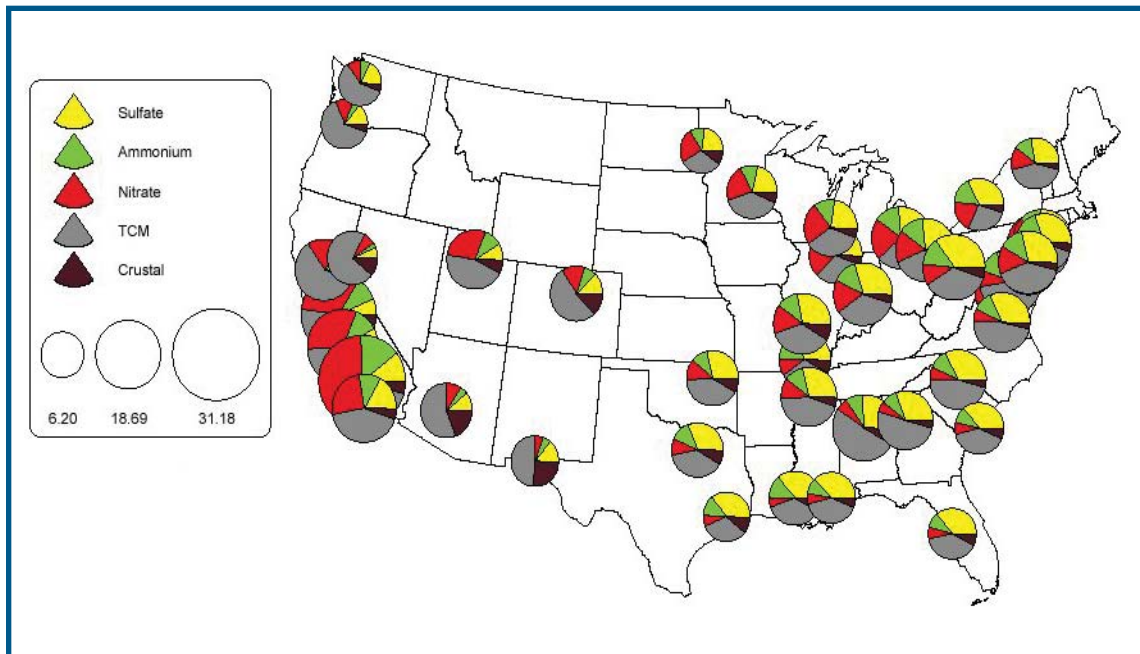 Sulfate
Ammonium
Nitrate
TCM
Crustal
6.20 18.69 31.18